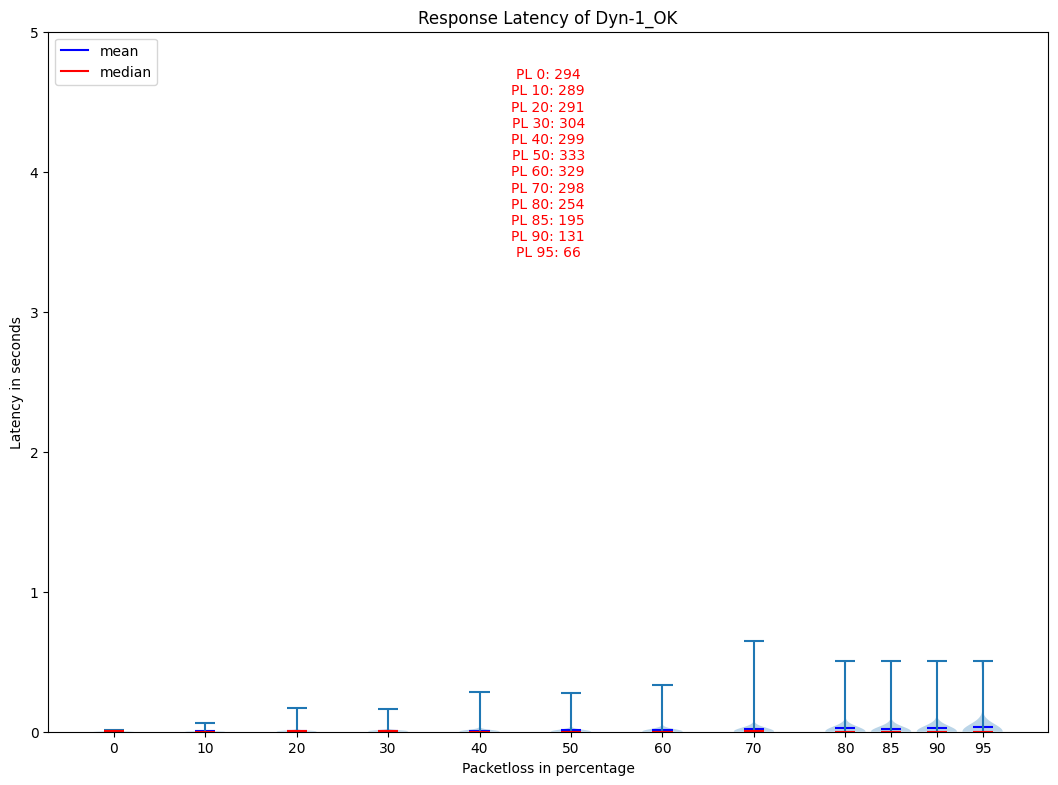 Response Latency of Dyn-1_OK
mean
median
PL 0: 294
PL 10: 289
PL 20: 291
PL 30: 304
PL 40: 299
PL 50: 333
PL 60: 329
PL 70: 298
PL 80: 254
PL 85: 195
PL 90: 131
PL 95: 66
Latency in seconds
5
4
3
2
1
0
0 10 20 30 40 50 60 70 80 85 90 95
Packetloss in percentage